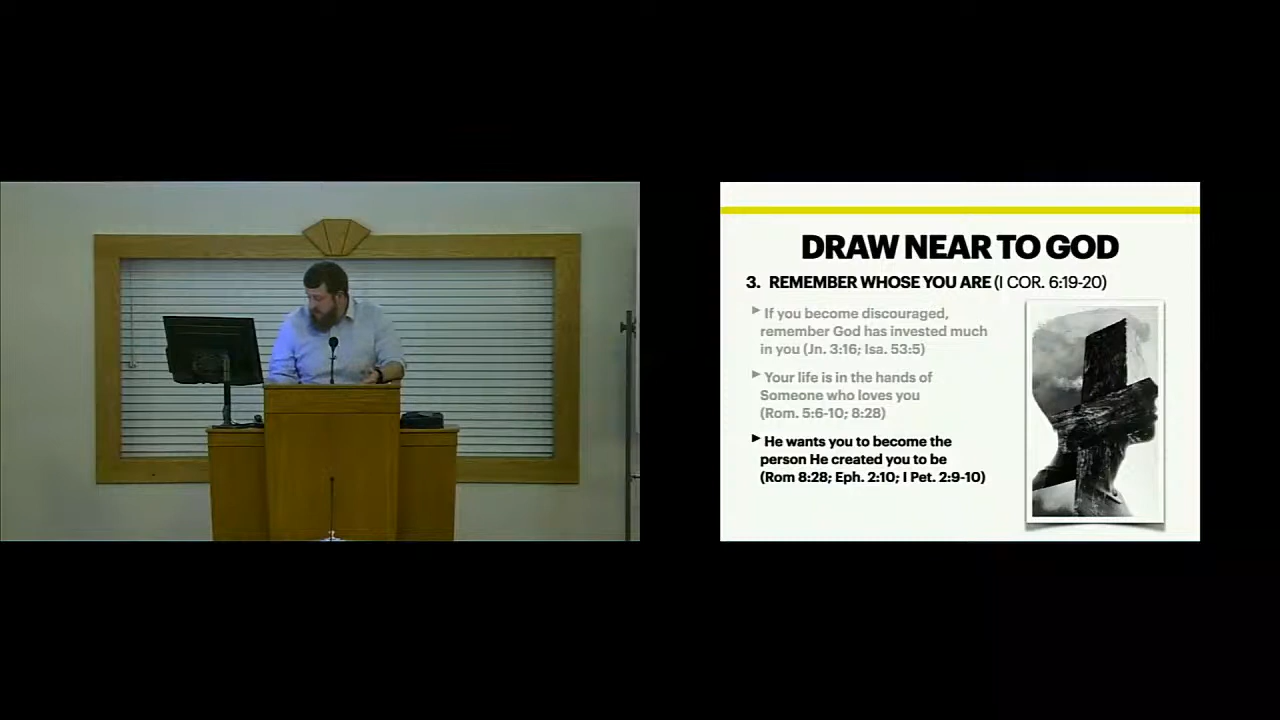 DRAW NEAR TO GOD
3. REMEMBER WHOSE YOU ARE (I COR. 6:19-20)
If you become discouraged,
remember God has invested much
in you (Jn. 3:16; Isa. 53:5)
Your life is in the hands of
Someone who loves you
(Rom. 5:6-10; 8:28)
He wants you to become the
person He created you to be
(Rom 8:28; Eph. 2:10; I Pet. 2:9-10)